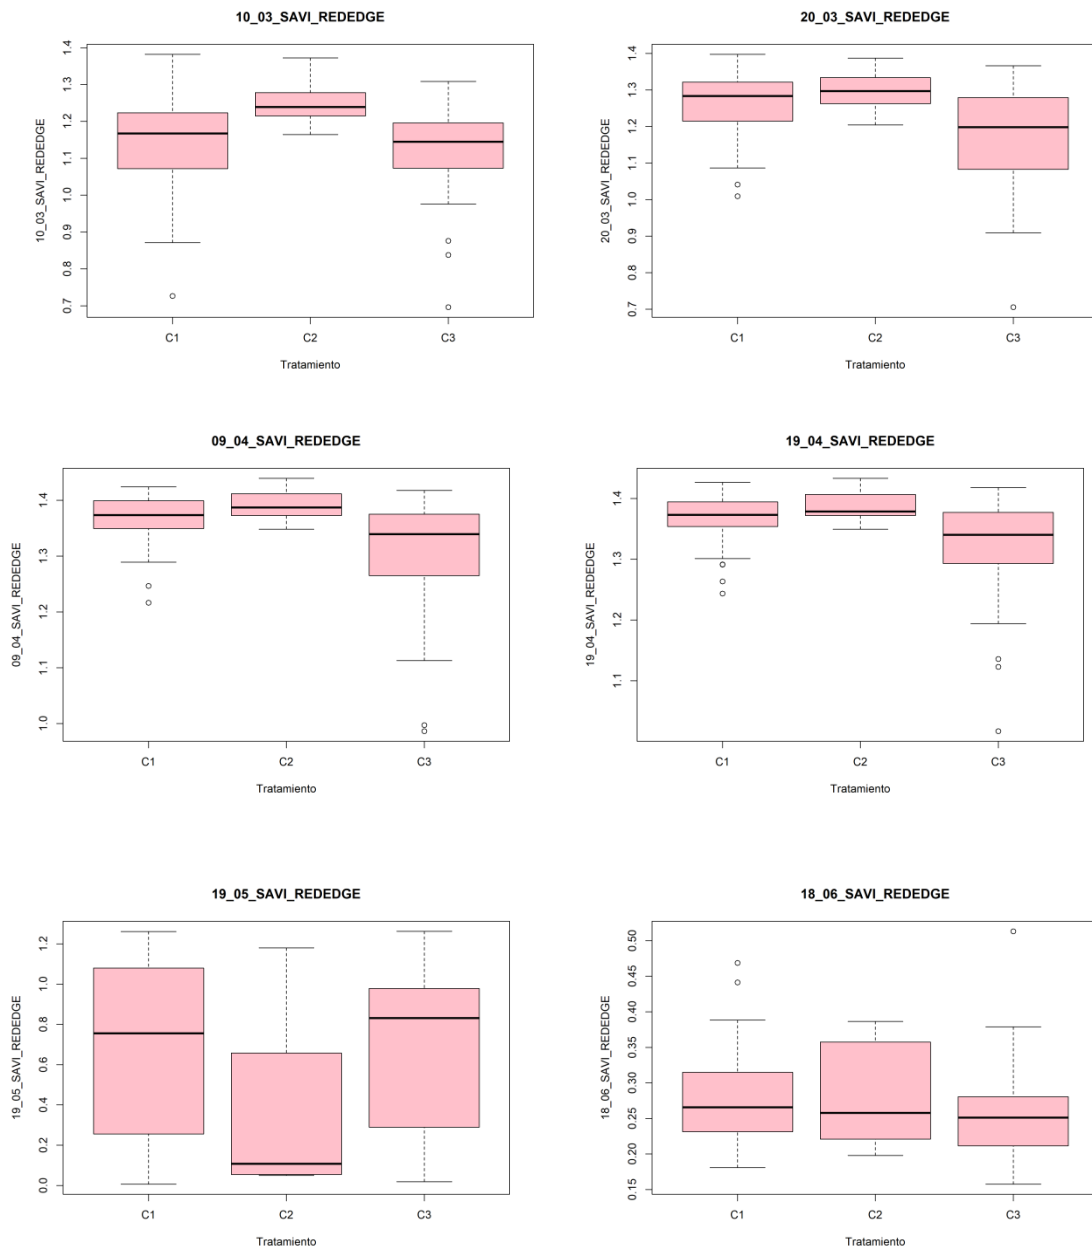 10_03_SAVI_REDEDGE
10_03_SAVI_REDEDGE
1.4
1.3
1.2
1.1
1.0
0.9
0.8
0.7
C1 C2 C3
Tratamiento
20_03_SAVI_REDEDGE
20_03_SAVI_REDEDGE
1.4
1.3
1.2
1.1
1.0
0.9
0.8
0.7
C1 C2 C3
Tratamiento
09_04_SAVI_REDEDGE
09_04_SAVI_REDEDGE
1.4
1.3
1.2
1.1
1.0
C1 C2 C3
Tratamiento
19_04_SAVI_REDEDGE
19_04_SAVI_REDEDGE
1.4
1.3
1.2
1.1
C1 C2 C3
Tratamiento
19_05_SAVI_REDEDGE
19_05_SAVI_REDEDGE
1.2
1.0
0.8
0.6
0.4
0.2
0.0
C1 C2 C3
Tratamiento
18_06_SAVI_REDEDGE
18_06_SAVI_REDEDGE
0.50
0.45
0.40
0.35
0.30
0.25
0.20
0.15
C1 C2 C3
Tratamiento